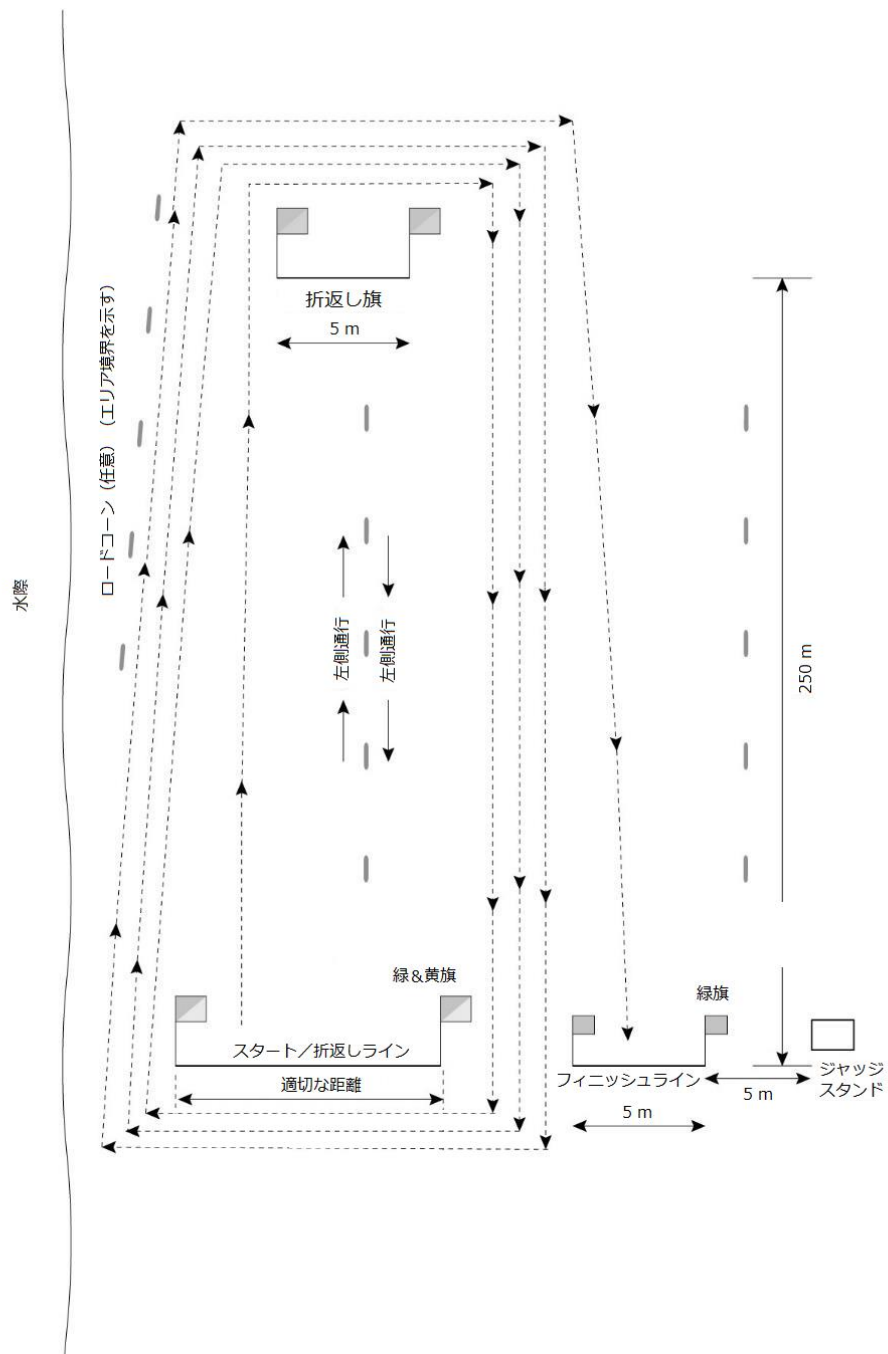 折返し旗
5 m
ロードコーン（任意）（エリア境界を示す）
水際
左側通行
左側通行
250 m
緑＆黄旗
緑旗
スタート／折返しライン
適切な距離
フィニッシュライン
5 m
5 m
ジャッジ
スタンド